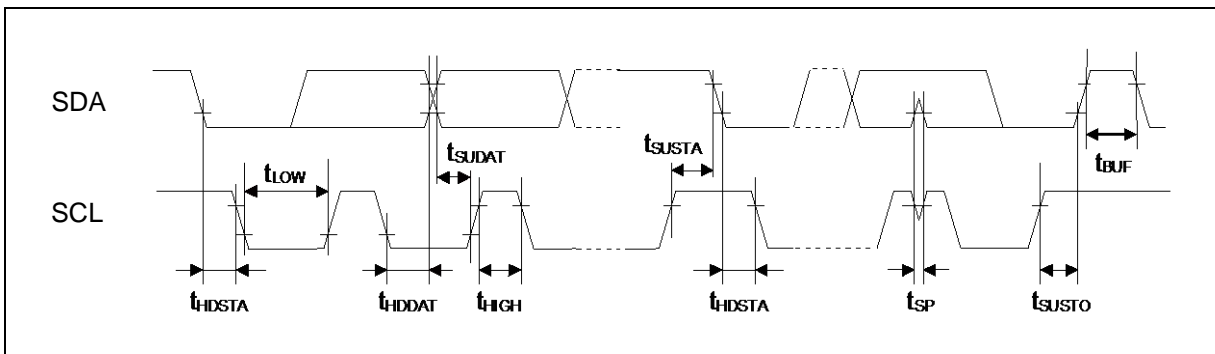 SDA
tSUDAT
tSUSTA
tLOW
tBUF
SCL
tHDSTA
tHDDAT
tHIGH
tHDSTA
tSP
tSUSTO